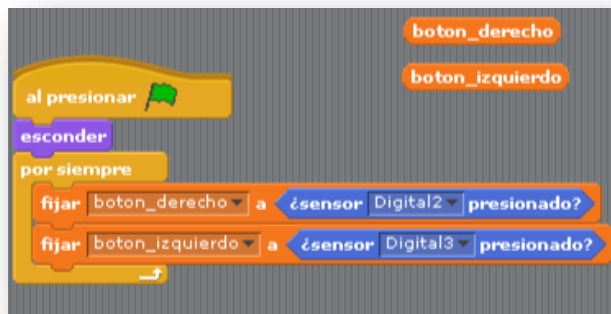 boton_derecho
boton_izquierdo
al presionar
esconder
por siempre
fijar boton_derecho a ¿sensor Digital2 presionado?
fijar boton_izquierdo a ¿sensor Digital3 presionado?